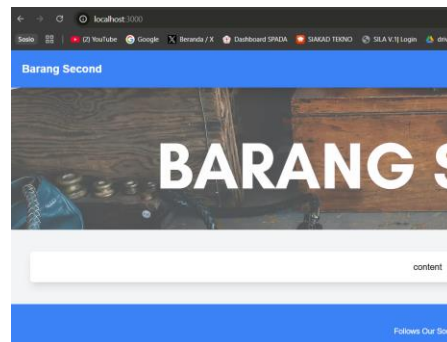 localhost:3000
Sosio
(2) YouTube
Google
Beranda / X
Dashboard SPADA
SIAKAD TEKNO
SILA V.1| Login
Barang Second
BARANG
content
Follows Our